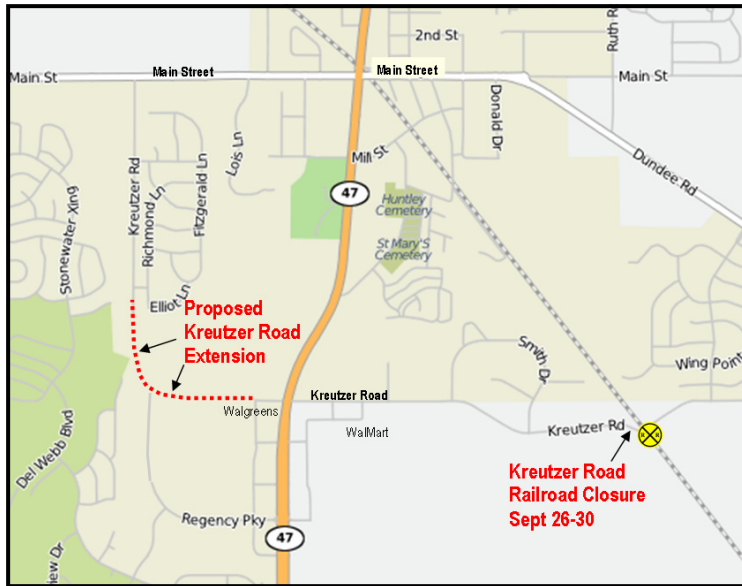 2nd St
Ruth R
Main St
Main Street
Main Street
Main St
Donald Dr
Lois Ln
Mill St
Dundee Rd
Kreutzer Rd
Richmond Ln
Fitzgerald Ln
47
Huntley
Cemetery
Stonewater Xing
St Mary'S
Cemetery
Elliot Ln
Proposed
Kreutzer Road
Extension
Smith Dr
Wing Point
Kreutzer Road
Walgreens
WalMart
Kreutzer Rd
Del Webb Blvd
Kreutzer Road
Railroad Closure
Sept 26-30
Regency Pky
47
iew Dr